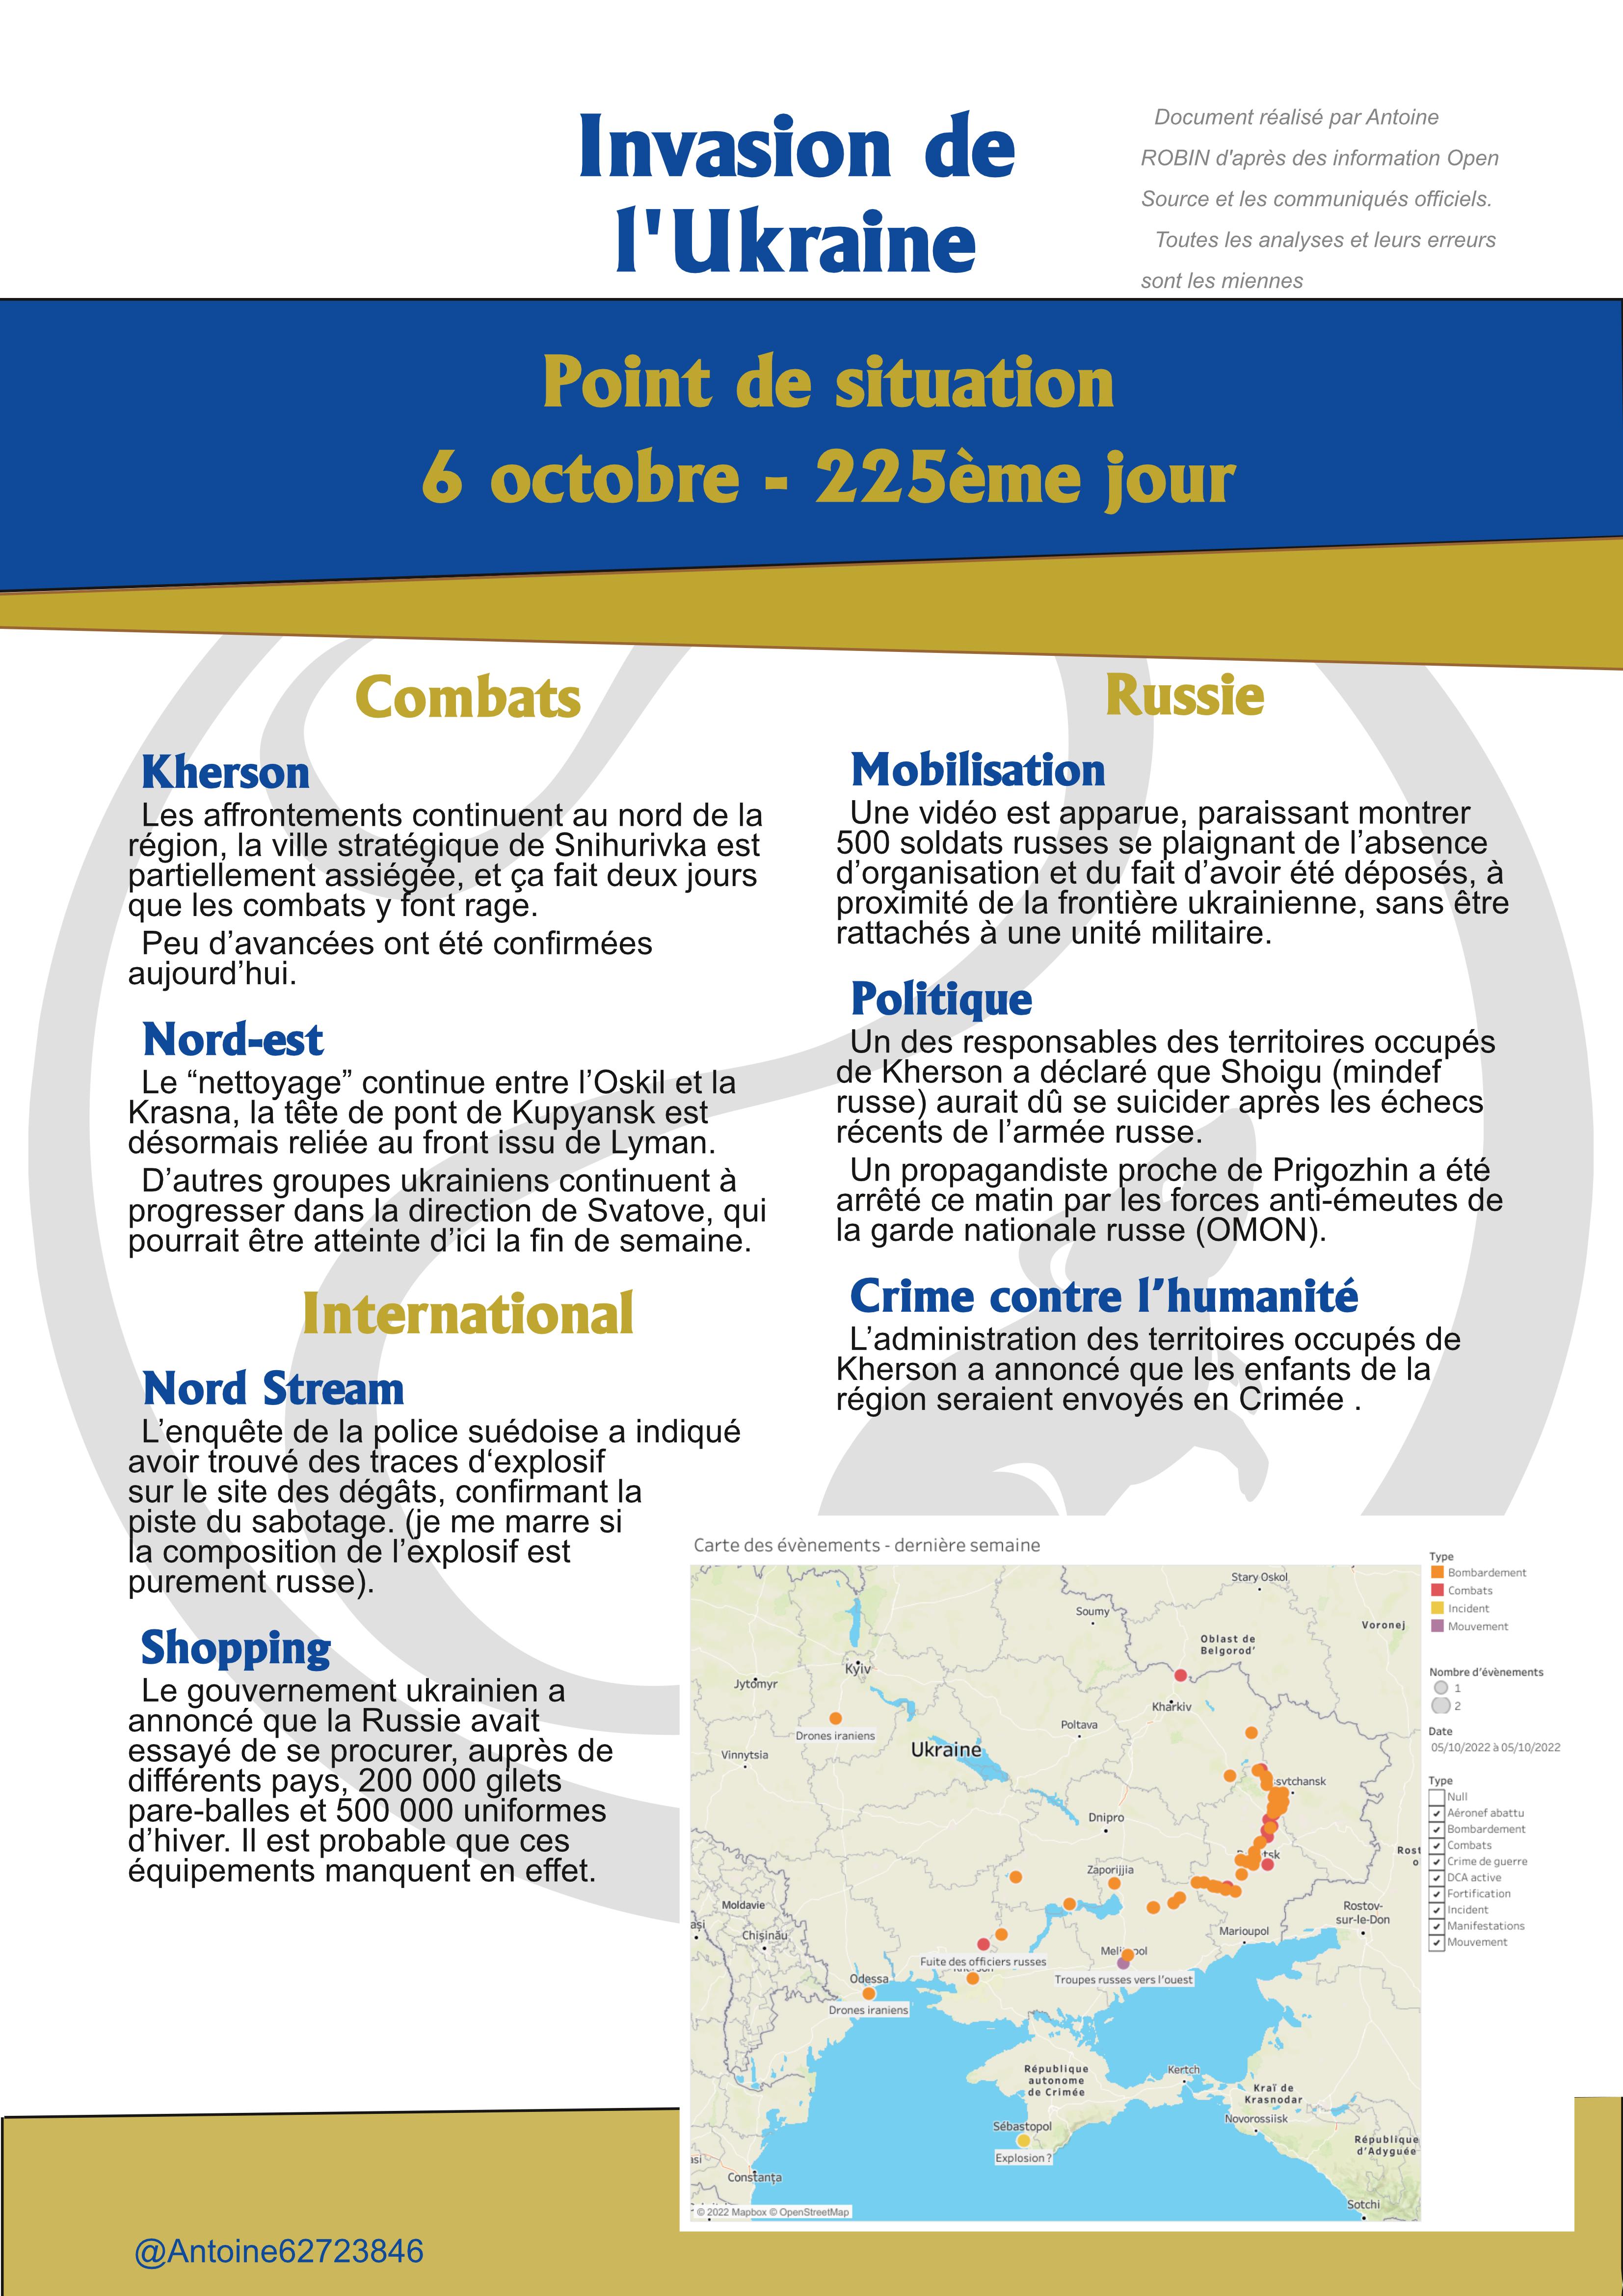 Invasion de
l'Ukraine
Document réalisé par Antoine
ROBIN d'après des information Open
Source et les communiqués officiels.
Toutes les analyses et leurs erreurs
sont les miennes
Point de situation
6 octobre - 225ème jour
Combats
Kherson
Les affrontements continuent au nord de la
région, la ville stratégique de Snihurivka est
partiellement assiégée, et ça fait deux jours
que les combats y font rage.
Peu d’avancées ont été confirmées
aujourd’hui.
Nord-est
Le “nettoyage” continue entre l’Oskil et la
Krasna, la tête de pont de Kupyansk est
désormais reliée au front issu de Lyman.
D’autres groupes ukrainiens continuent à
progresser dans la direction de Svatove, qui
pourrait être atteinte d’ici la fin de semaine.
International
Nord Stream
L’enquête de la police suédoise a indiqué
avoir trouvé des traces d‘explosif
sur le site des dégâts, confirmant la
piste du sabotage. (je me marre si
la composition de l’explosif est
purement russe).
Shopping
Le gouvernement ukrainien a
annoncé que la Russie avait
essayé de se procurer, auprès de
différents pays, 200 000 gilets
pare-balles et 500 000 uniformes
d’hiver. Il est probable que ces
équipements manquent en effet.
Russie
Mobilisation
Une vidéo est apparue, paraissant montrer
500 soldats russes se plaignant de l’absence
d’organisation et du fait d’avoir été déposés, à
proximité de la frontière ukrainienne, sans être
rattachés à une unité militaire.
Politique
Un des responsables des territoires occupés
de Kherson a déclaré que Shoigu (mindef
russe) aurait dû se suicider après les échecs
récents de l’armée russe.
Un propagandiste proche de Prigozhin a été
arrêté ce matin par les forces anti-émeutes de
la garde nationale russe (OMON).
Crime contre l’humanité
L’administration des territoires occupés de
Kherson a annoncé que les enfants de la
région seraient envoyés en Crimée .
Carte des évènements - dernière semaine
Stary Oskol
Soumy
Voronej
Oblast de
Belgorod'
Kyïv
Jytomyr
Kharkiv
Poltava
Drones iraniens
Ukraine
Vinnytsia
svtchansk
Dnipro
Rost
o
tsk
Zaporijjia
Moldavie
Rostov-
sur-le-Don
aşi
Chișinău
Marioupol
Fuite des officiers russes
Troupes russes vers l'ouest
Odessa
Drones iraniens
République
autonome
de Crimée
Kertch
Kraï de
Krasnodar
Novorossiisk
Sébastopol
Explosion ?
République
d'Adyguée
asi
Constanța
Sotchi
© 2022 Mapbox © OpenStreetMap
Type
Bombardement
Combats
Incident
Mouvement
Nombre d'évènements
1
2
Date
05/10/2022 à 05/10/2022
Type
Null
Aéronef abattu
Bombardement
Combats
Crime de guerre
DCA active
Fortification
Incident
Manifestations
Mouvement
@Antoine62723846